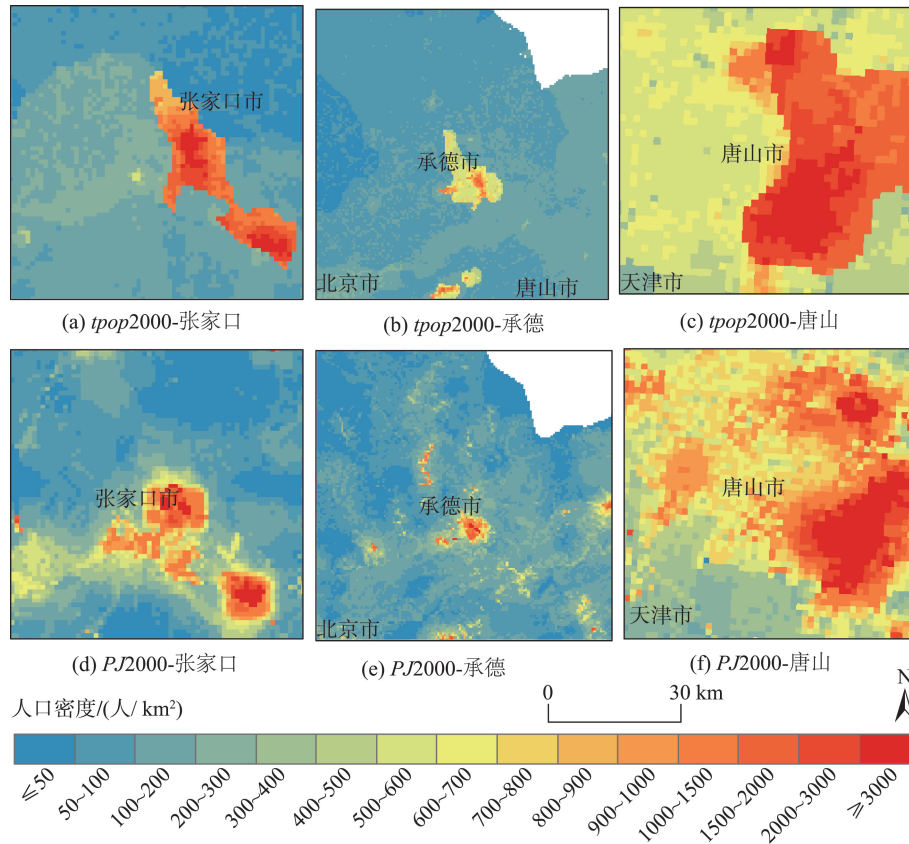 张家口市
承德市
北京市
唐山市
唐山市
天津市
(a) tpop2000-张家口
(b) tpop2000-承德
(c) tpop2000-唐山
张家口市
承德市
北京市
唐山市
天津市
(d) PJ2000-张家口
(e) PJ2000-承德
(f) PJ2000-唐山
人口密度/(人/ km²)
0 30 km
N
≤50
50~100
100~200
200~300
300~400
400~500
500~600
600~700
700~800
800~900
900~1000
1000~1500
1500~2000
2000~3000
≥3000